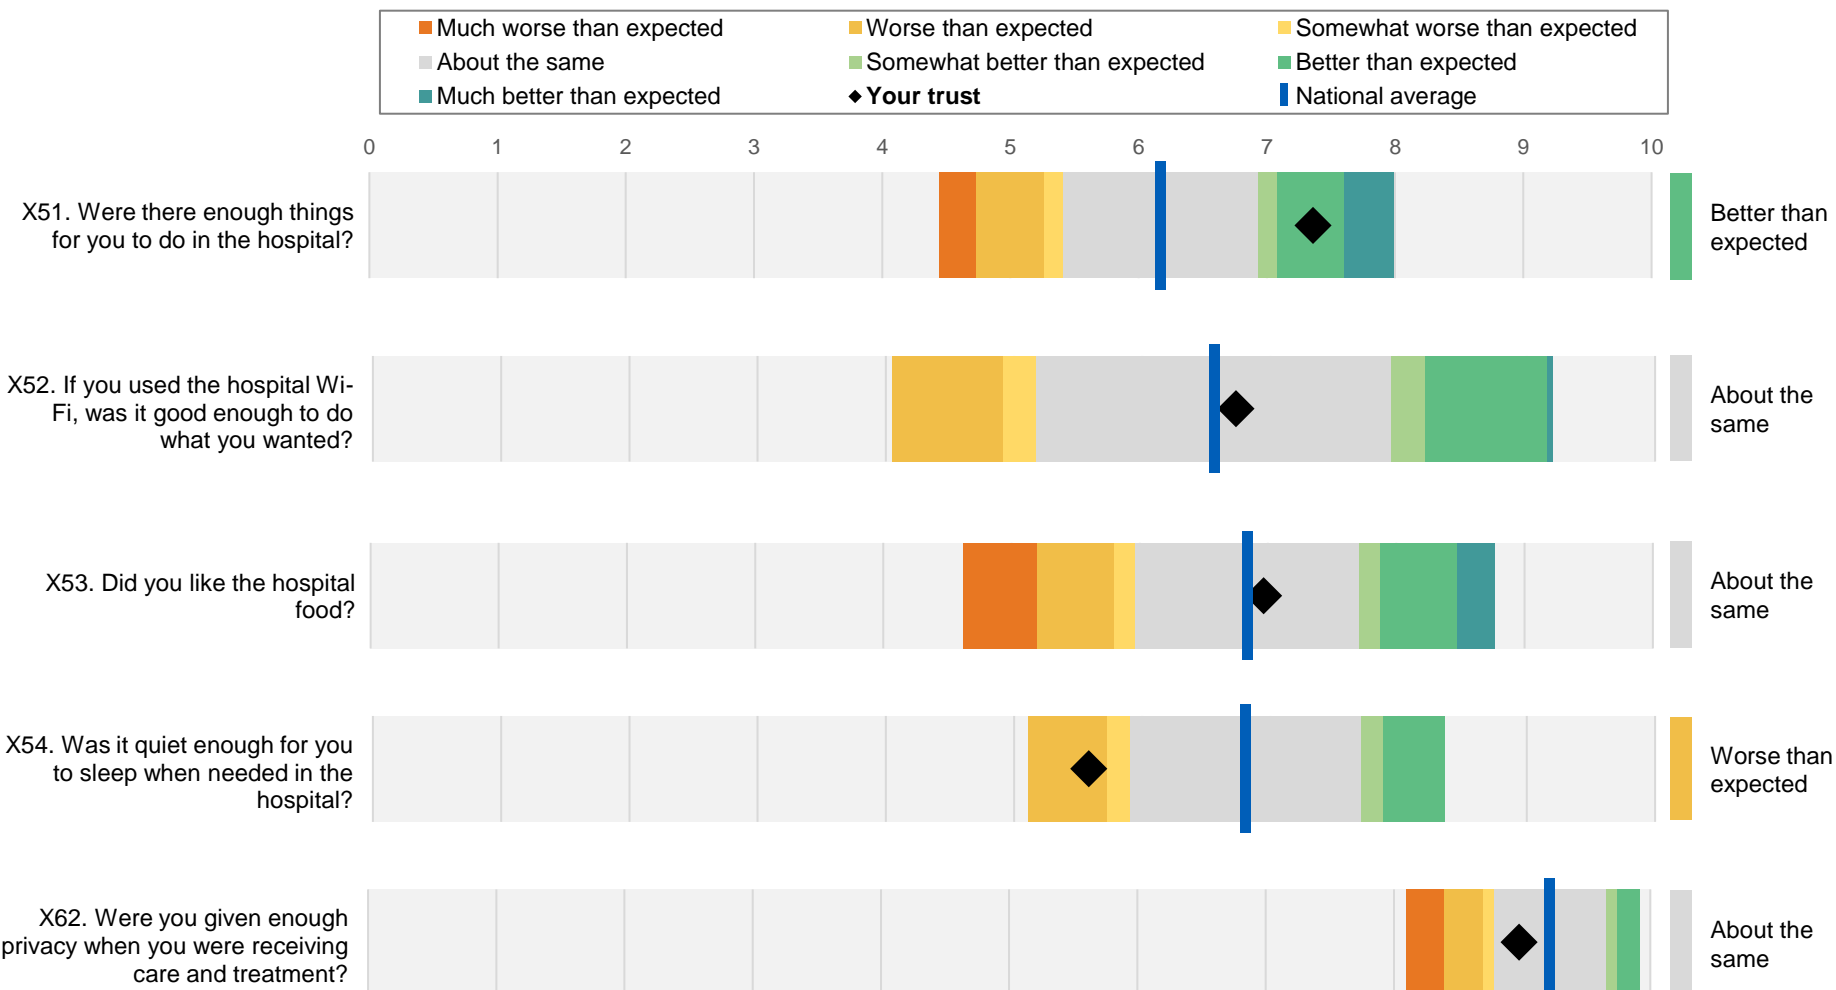 Much worse than expected
Worse than expected
Somewhat worse than expected
About the same
Somewhat better than expected
Better than expected
Much better than expected
Your trust
National average
0 1 2 3 4 5 6 7 8 9 10
X51. Were there enough things
for you to do in the hospital?
Better than
expected
X52. If you used the hospital Wi-
Fi, was it good enough to do
what you wanted?
About the
same
X53. Did you like the hospital
food?
About the
same
X54. Was it quiet enough for you
to sleep when needed in the
hospital?
Worse than
expected
X62. Were you given enough
privacy when you were receiving
care and treatment?
About the
same